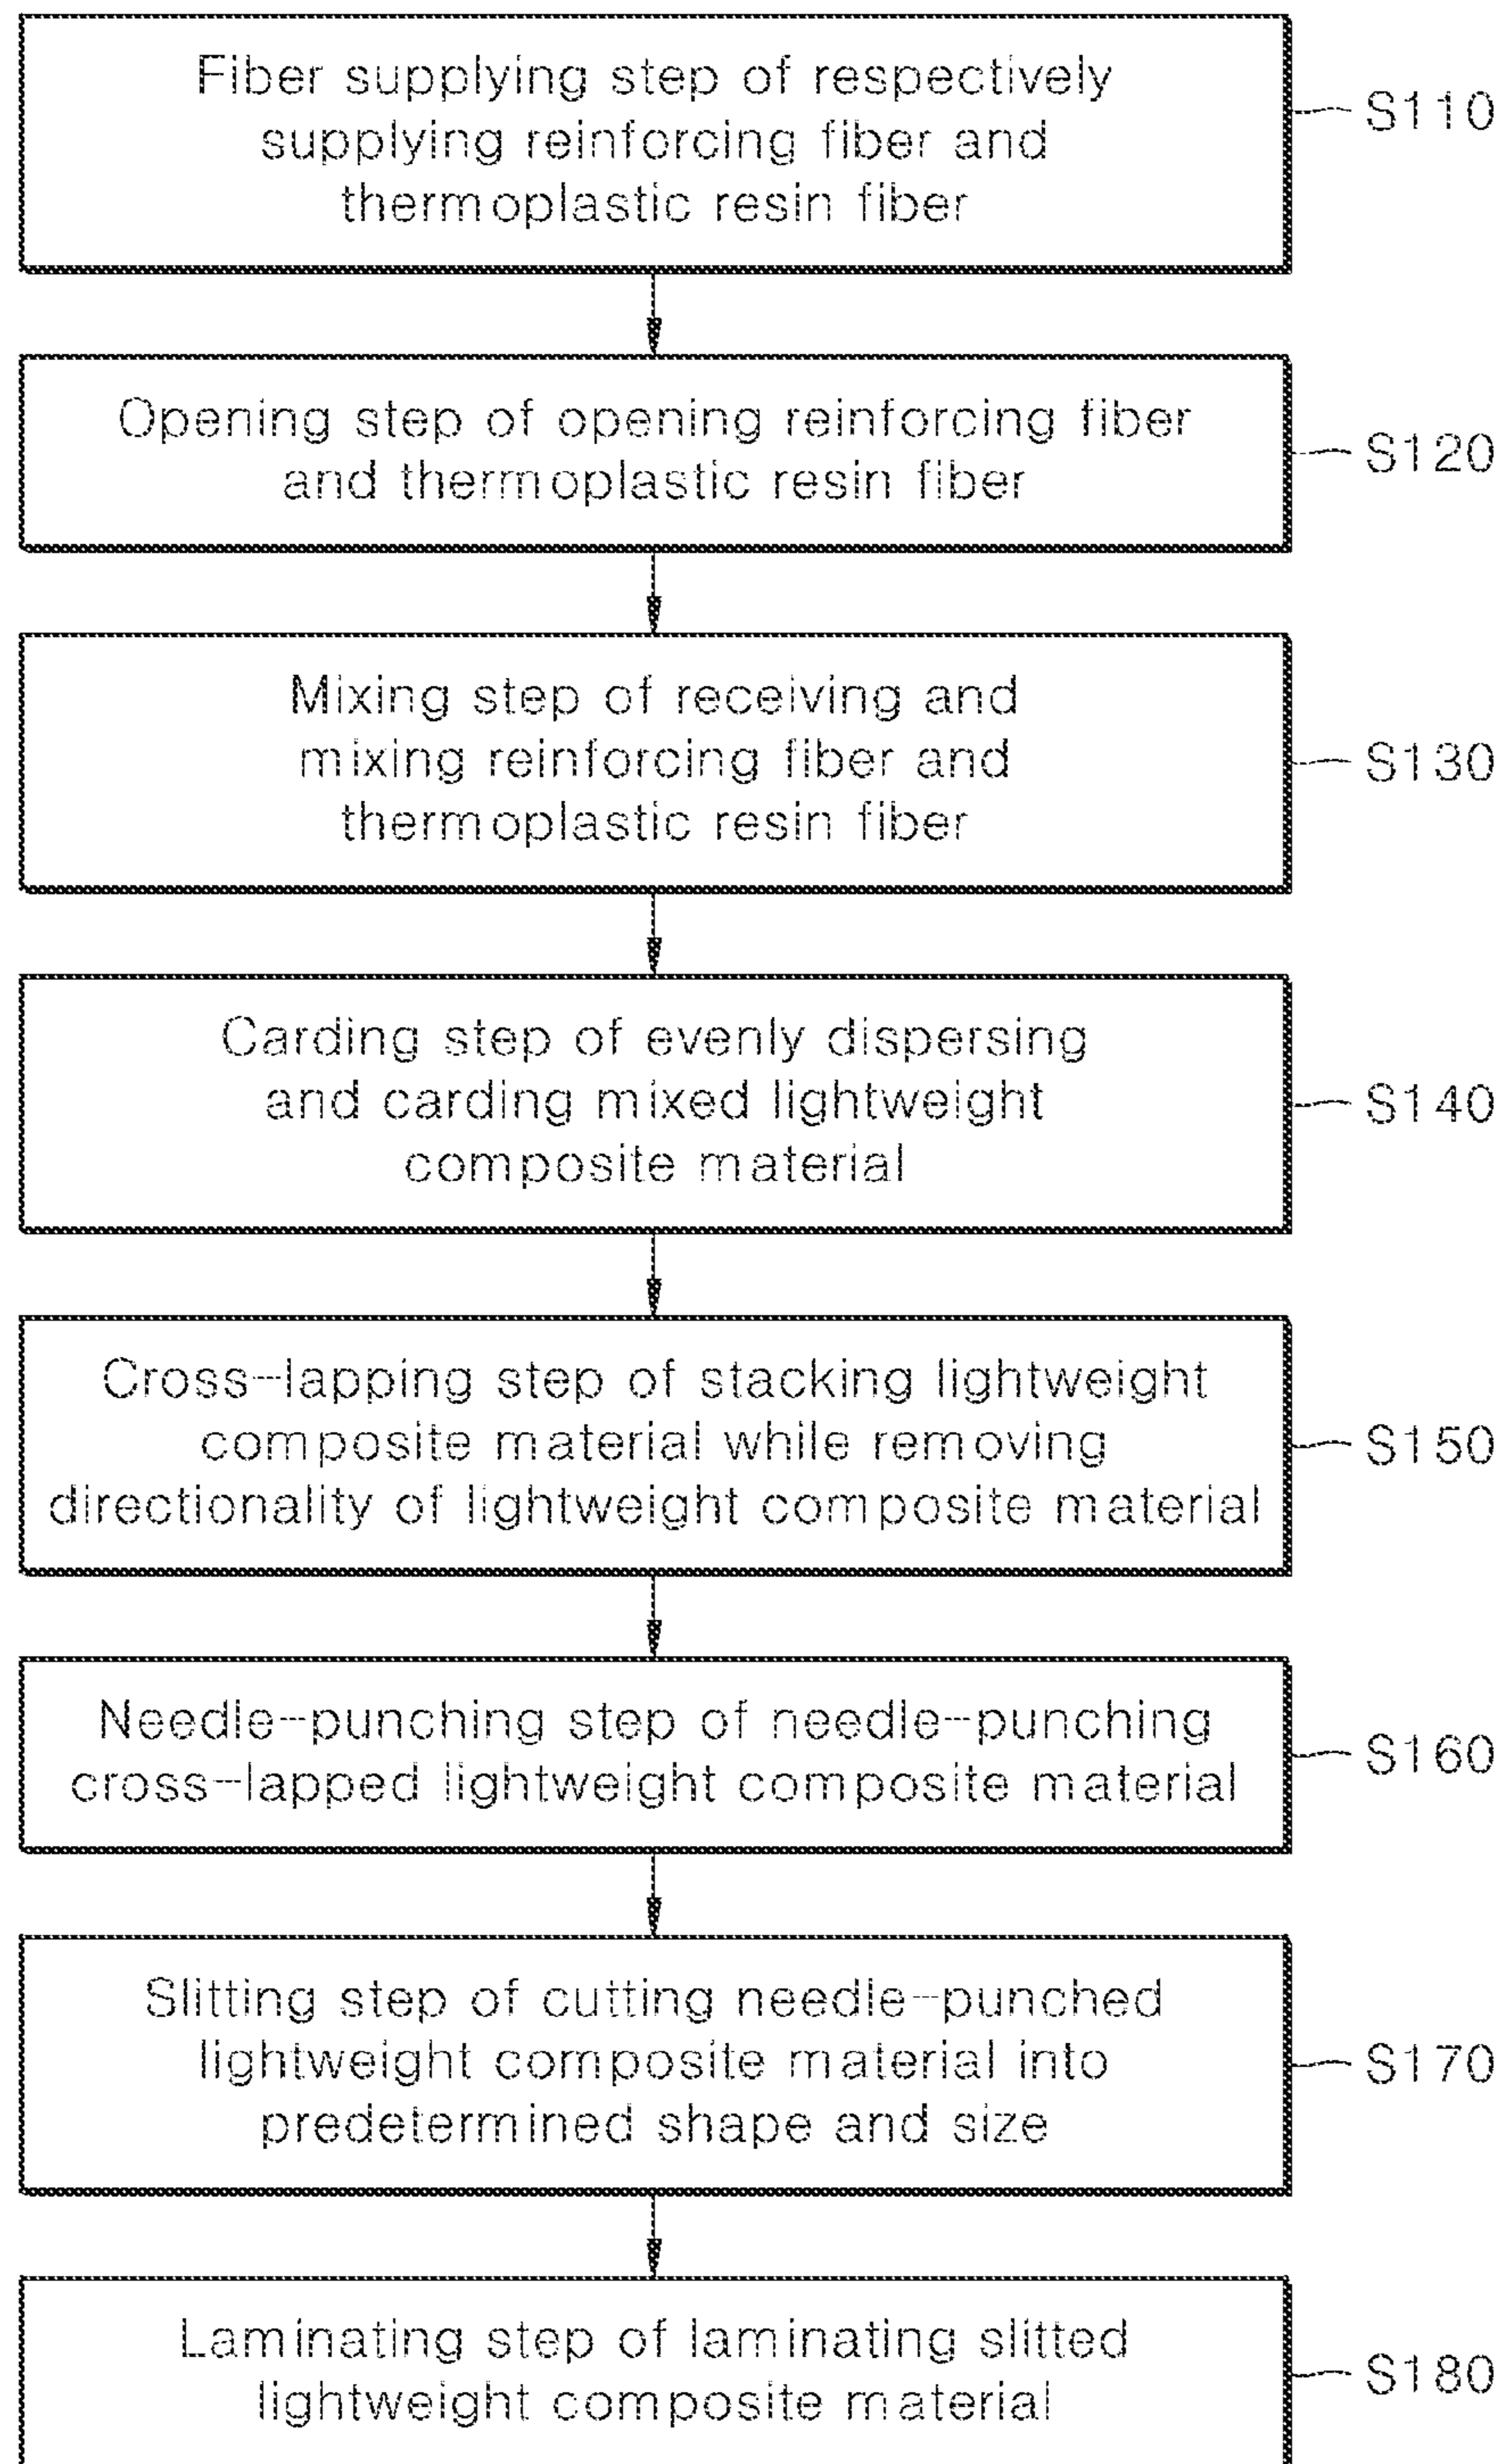 Fiber supplying step of respectively
supplying reinforcing fiber and
thermoplastic resin fiber
S110
Opening step of opening reinforcing fiber
and thermoplastic resin fiber
S120
Mixing step of receiving and
mixing reinforcing fiber and
thermoplastic resin fiber
S130
Carding step of evenly dispersing
and carding mixed lightweight
composite material
S140
Cross-lapping step of stacking lightweight
composite material while removing
directionality of lightweight composite material
S150
Needle-punching step of needle-punching
cross-lapped lightweight composite material
S160
Slitting step of cutting needle-punched
lightweight composite material into
predetermined shape and size
S170
Laminating step of laminating slitted
lightweight composite material
S180